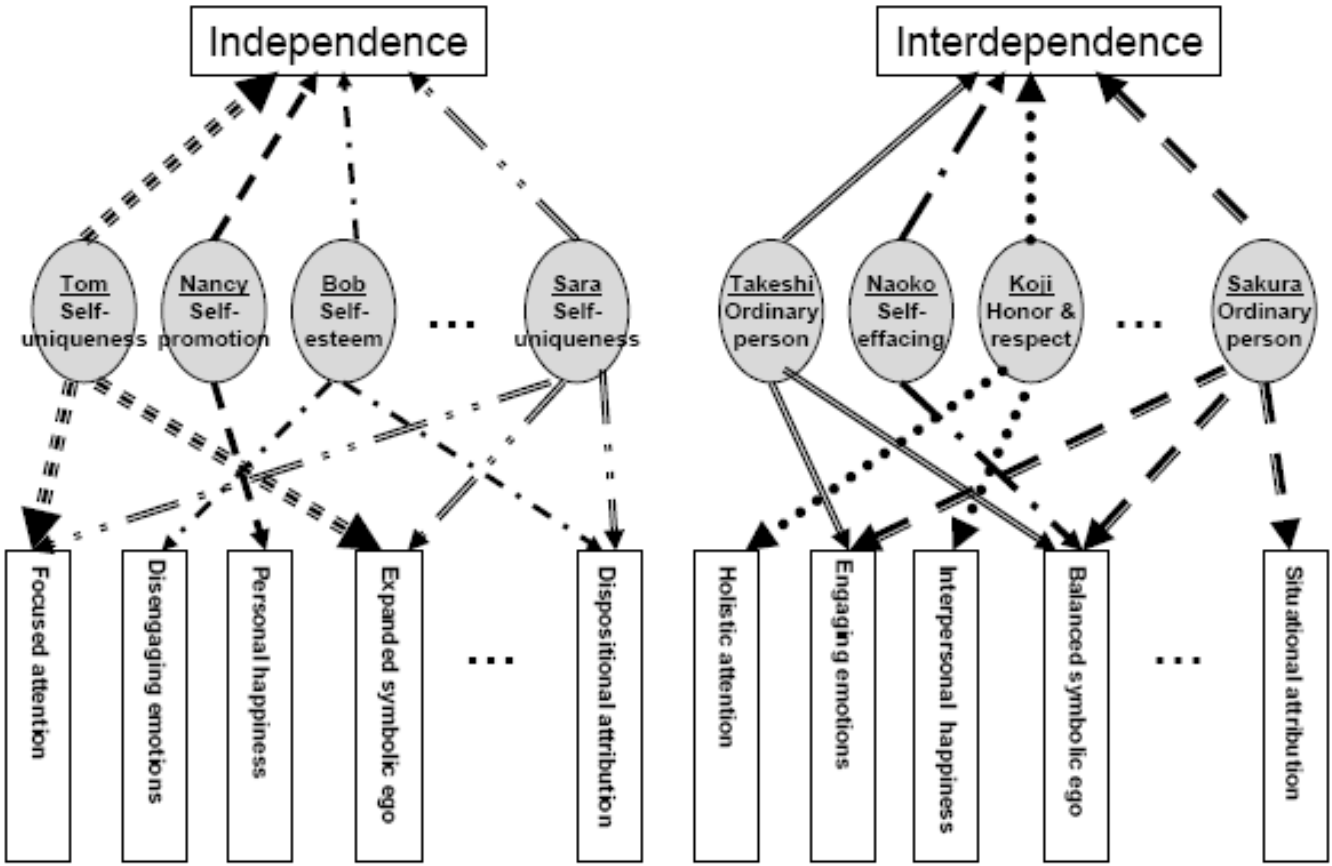 Independence
Interdependence
Tom
Self-
uniqueness
Nancy
Self-
promotion
Bob
Self-
esteem
...
Sara
Self-
uniqueness
Takeshi
Ordinary
person
Naoko
Self-
effacing
Koji
Honor &
respect
...
Sakura
Ordinary
person
Focused attention
Disengaging emotions
Personal happiness
Expanded symbolic ego
...
Dispositional attribution
Holistic attention
Engaging emotions
Interpersonal happiness
Balanced symbolic ego
...
Situational attribution